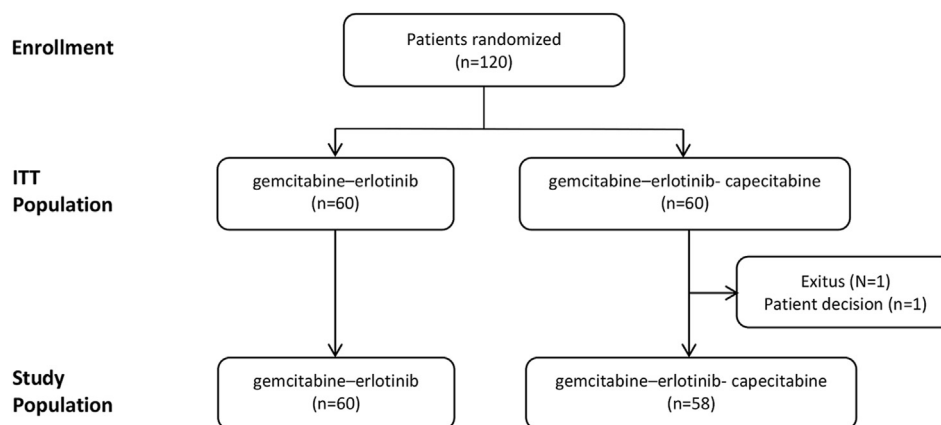 Enrollment
Patients randomized
(n=120)
ITT
Population
gemcitabine–erlotinib
(n=60)
gemcitabine–erlotinib- capecitabine
(n=60)
Exitus (N=1)
Patient decision (n=1)
Study
Population
gemcitabine–erlotinib
(n=60)
gemcitabine–erlotinib- capecitabine
(n=58)